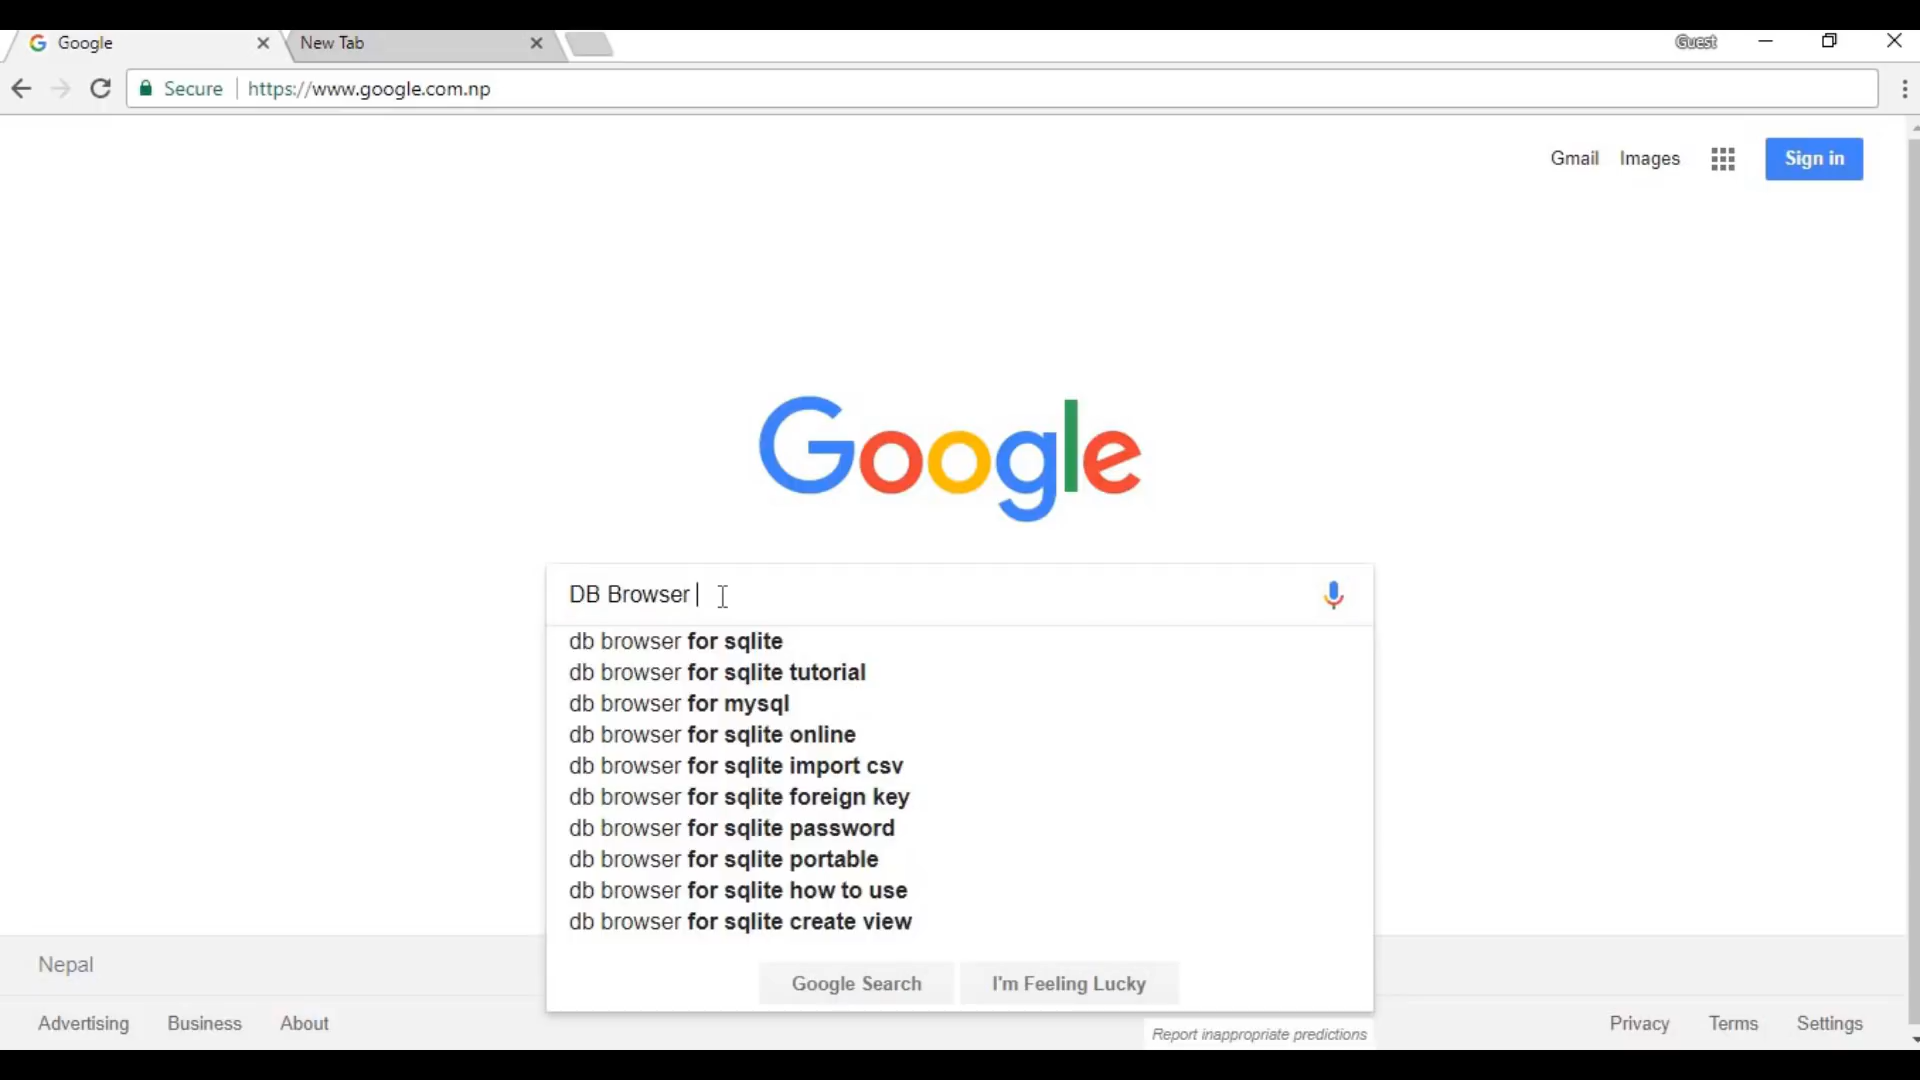 Google
New Tab
Guest
Secure
https://www.google.com.np
Gmail
Images
Sign in
Google
DB Browser
db browser for sqlite
db browser for sqlite tutorial
db browser for mysql
db browser for sqlite online
db browser for sqlite import csv
db browser for sqlite foreign key
db browser for sqlite password
db browser for sqlite portable
db browser for sqlite how to use
db browser for sqlite create view
Google Search
I'm Feeling Lucky
Report inappropriate predictions
Nepal
Advertising
Business
About
Privacy
Terms
Settings